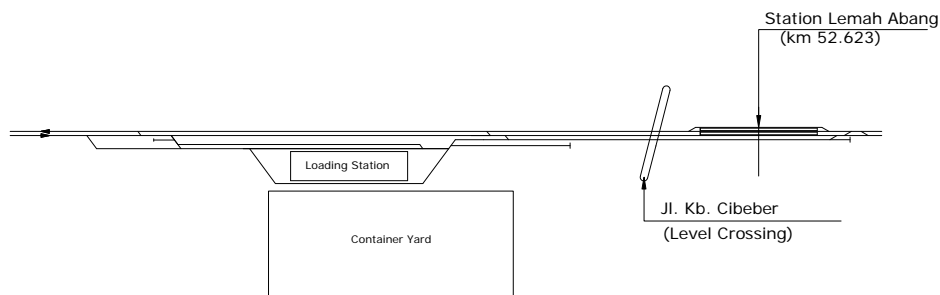 Station Lemah Abang
(km 52.623)
Loading Station
Jl. Kb. Cibeber
(Level Crossing)
Container Yard